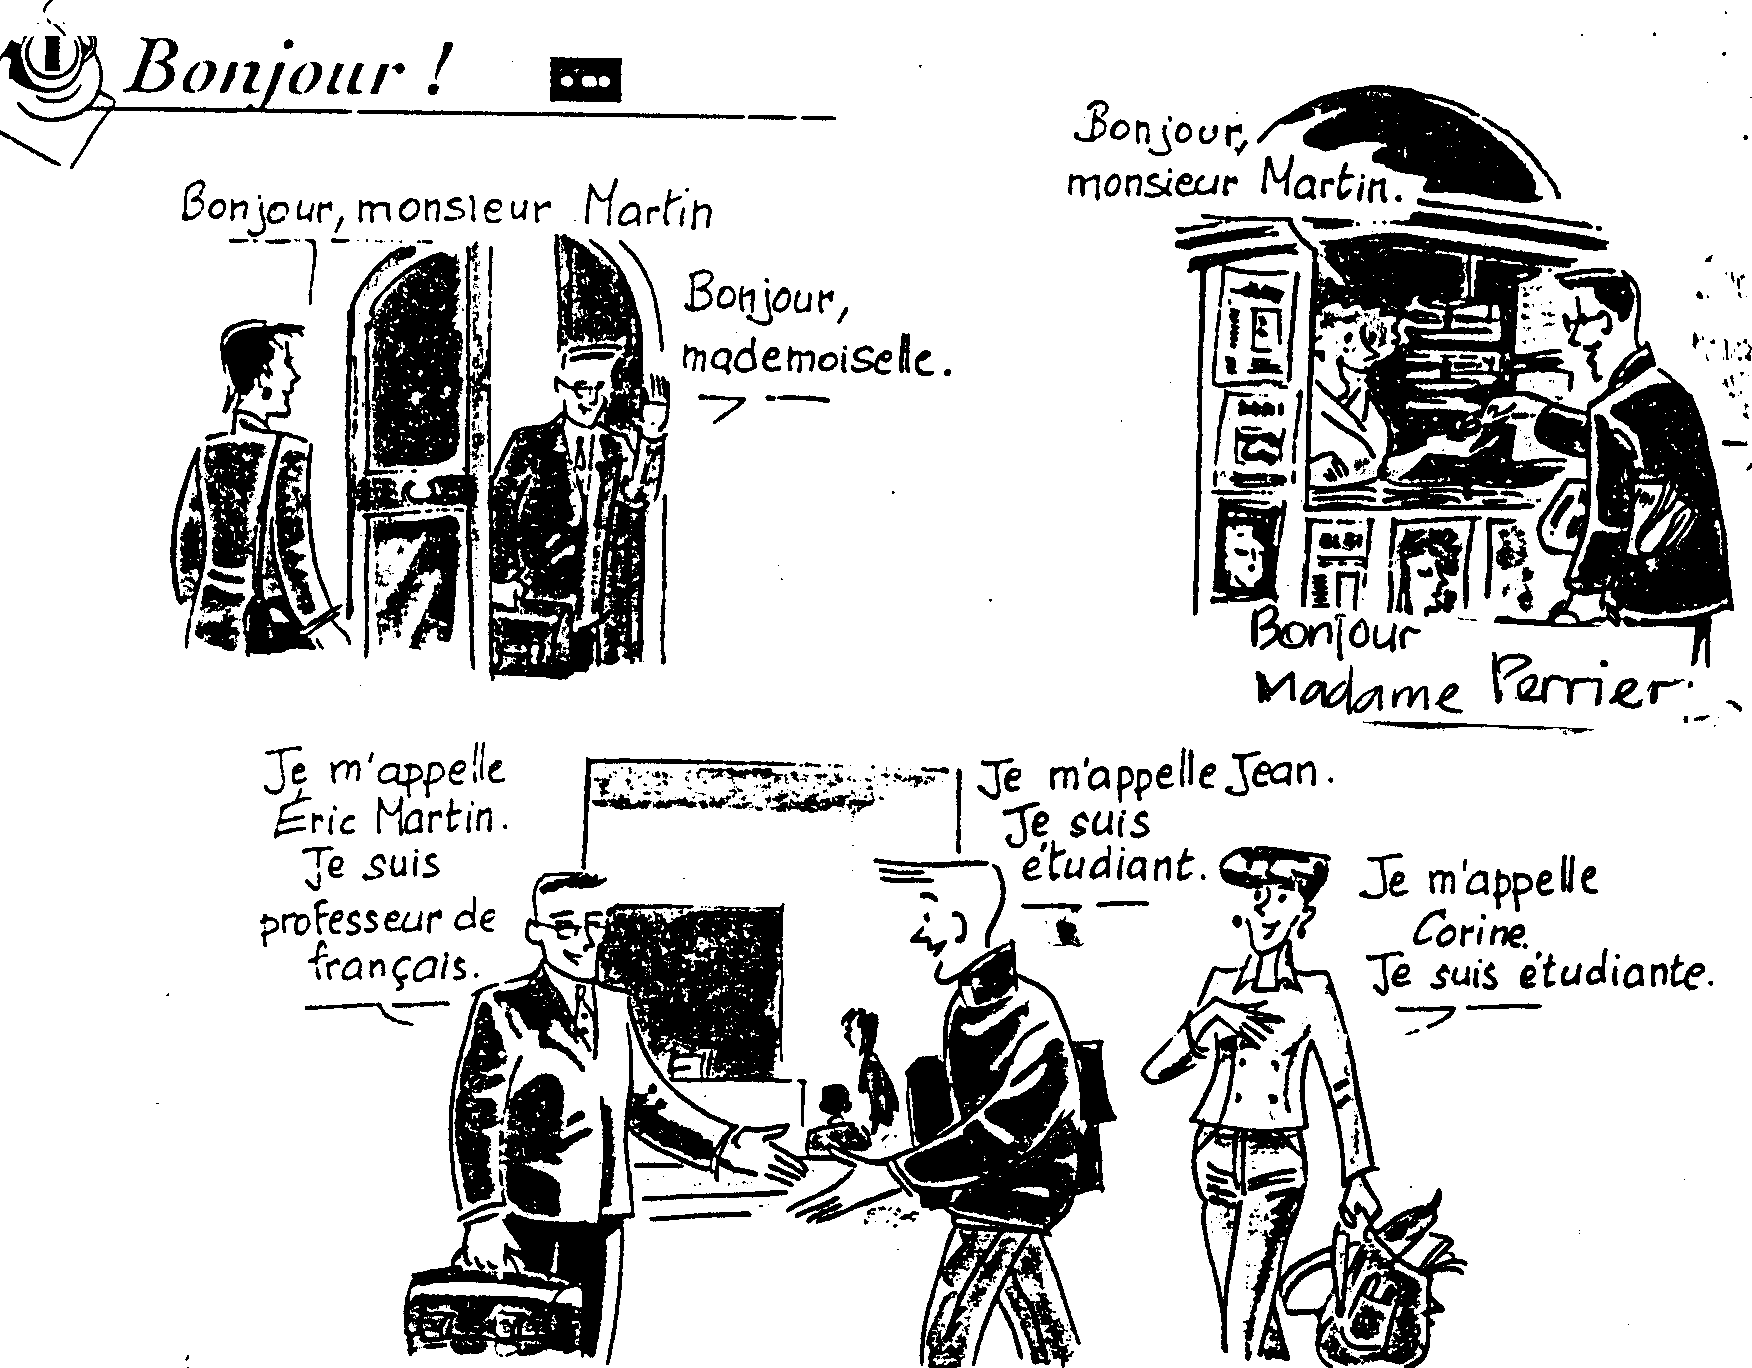 1 Bonjour !
Bonjour, monsieur Martin
Bonjour,
mademoiselle.
Bonjour,
monsieur Martin.
Bonjour
Madame Perrier
Je m'appelle
Éric Martin.
Je suis
professeur de
français.
Je m'appelle Jean.
Je suis
étudiant.
Je m'appelle
Corine.
Je suis étudiante.